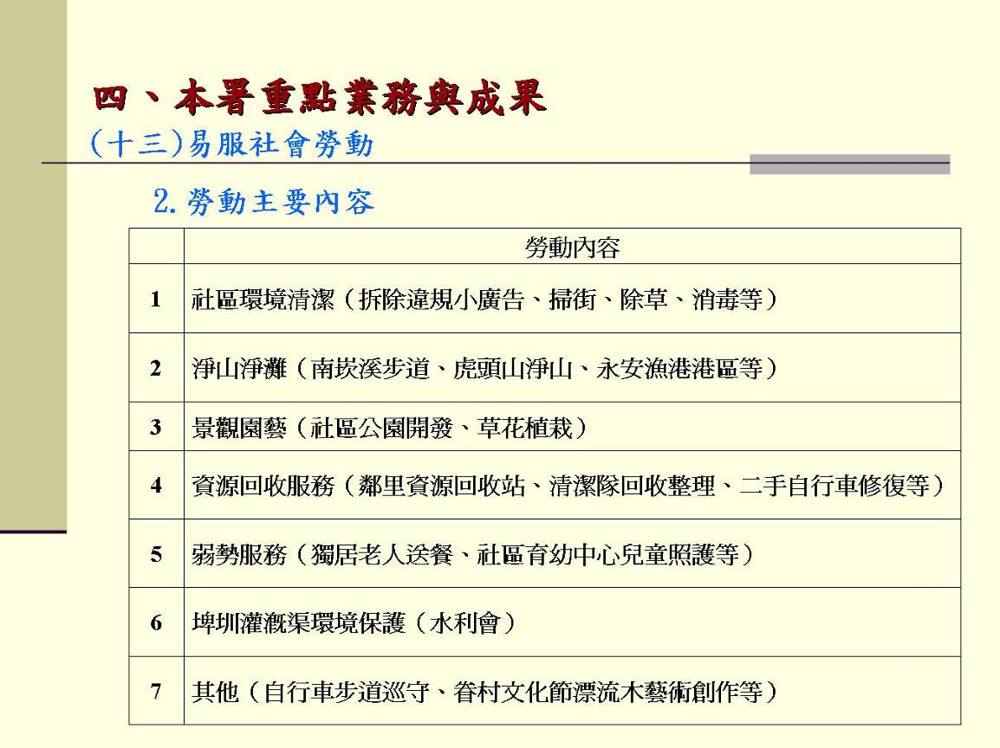 四、本署重點業務與成果
(十三)易服社會勞動
2.勞動主要內容
勞動內容
1 社區環境清潔（拆除違規小廣告、掃街、除草、消毒等）
2 淨山淨灘（南崁溪步道、虎頭山淨山、永安漁港港區等）
3 景觀園藝（社區公園開發、草花植栽）
4 資源回收服務（鄰里資源回收站、清潔隊回收整理、二手自行車修復等）
5 弱勢服務（獨居老人送餐、社區育幼中心兒童照護等）
6 埤圳灌溉渠環境保護（水利會）
7 其他（自行車步道巡守、眷村文化節漂流木藝術創作等）